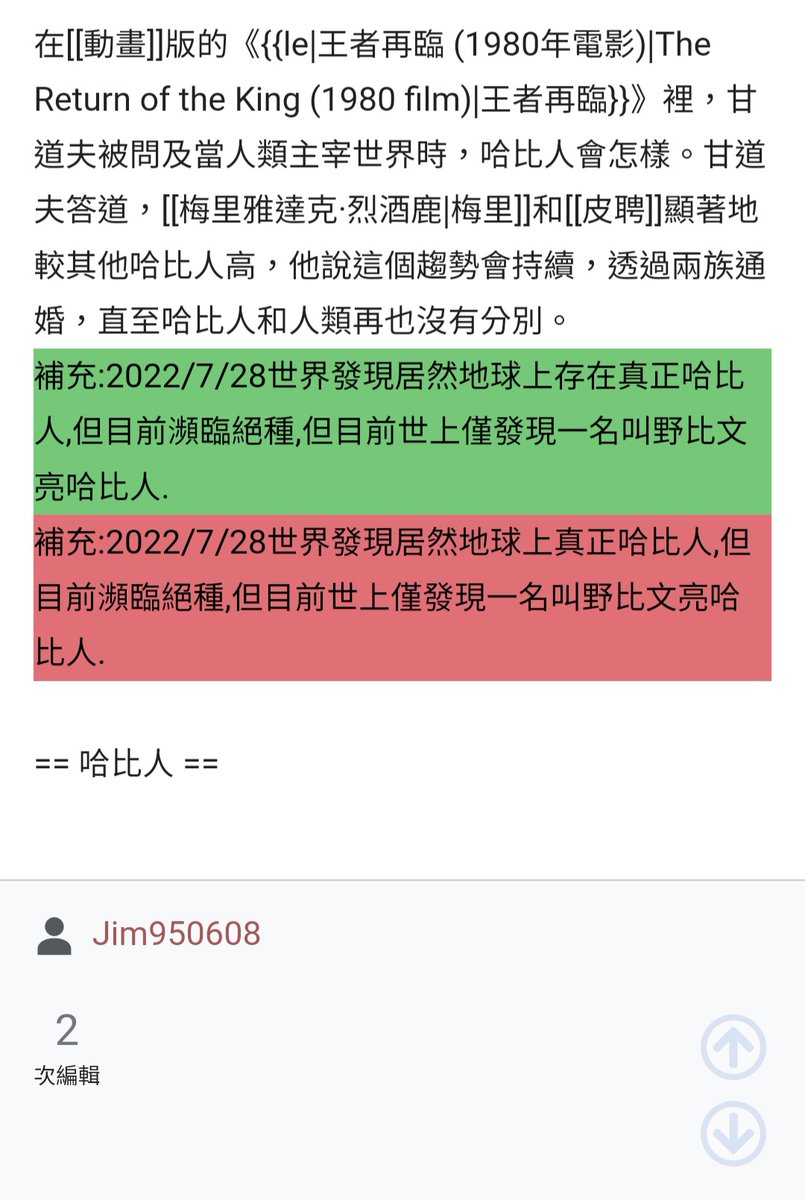 在[[動畫]]版的《{{le|王者再臨 (1980年電影)|The
Return of the King (1980 film)|王者再臨}}》裡，甘
道夫被問及當人類主宰世界時，哈比人會怎樣。甘道
夫答道，[[梅里雅達克·烈酒鹿|梅里]]和[[皮聘]]顯著地
較其他哈比人高，他說這個趨勢會持續，透過兩族通
婚，直至哈比人和人類再也沒有分別。
補充:2022/7/28世界發現居然地球上存在真正哈比
人,但目前瀕臨絕種,但目前世上僅發現一名叫野比文
亮哈比人.
補充:2022/7/28世界發現居然地球上真正哈比人,但
目前瀕臨絕種,但目前世上僅發現一名叫野比文亮哈
比人.
== 哈比人 ==
Jim950608
2
次編輯